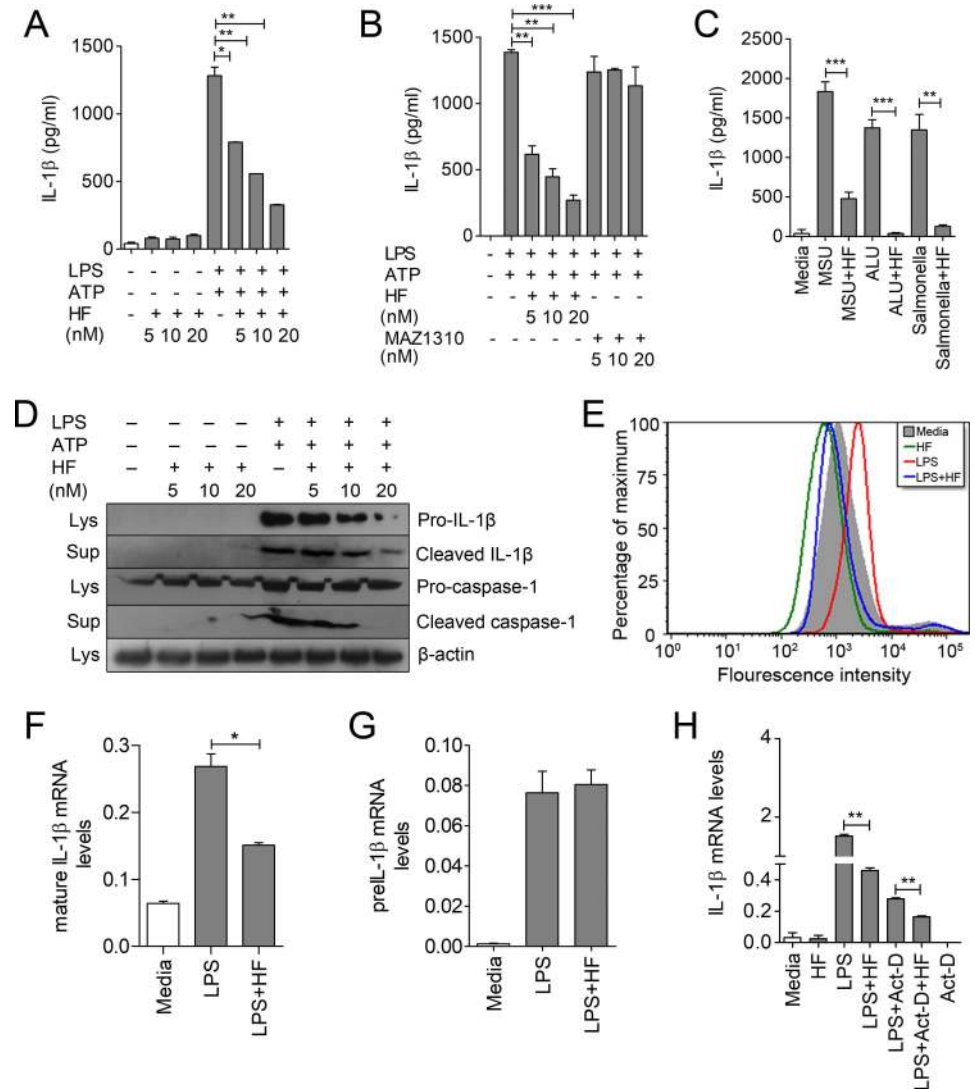 A
IL-1β (pg/ml)
1500
1000
500
0
*
**
**
LPS - - - - + + + +
ATP - - - - + + + +
HF - + + + - + + +
(nM) 5 10 20 5 10 20
B
IL-1β (pg/ml)
1500
1000
500
0
***
**
**
LPS - + + + + + + +
ATP - + + + + + + +
HF - - + + + - - -
(nM) 5 10 20
MAZ1310 - - - - - + + +
(nM) 5 10 20
C
IL-1β (pg/ml)
2500
2000
1500
1000
500
0
***
***
**
Media
MSU
MSU+HF
ALU
ALU+HF
Salmonella
Salmonella+HF
D
LPS – – – – + + + +
ATP – – – – + + + +
HF – + + + – + + +
(nM) 5 10 20 5 10 20
Lys Pro-IL-1β
Sup Cleaved IL-1β
Lys Pro-caspase-1
Sup Cleaved caspase-1
Lys β-actin
E
Percentage of maximum
100
75
50
25
0
Media
HF
LPS
LPS+HF
10⁰ 10¹ 10² 10³ 10⁴ 10⁵
Flourescence intensity
F
mature IL-1β mRNA
levels
0.3
0.2
0.1
0.0
*
Media
LPS
LPS+HF
G
preIL-1β mRNA
levels
0.10
0.08
0.06
0.04
0.02
0.00
Media
LPS
LPS+HF
H
IL-1β mRNA levels
4
2
0.4
0.2
0.0
**
**
Media
HF
LPS
LPS+HF
LPS+Act-D
LPS+Act-D+HF
Act-D